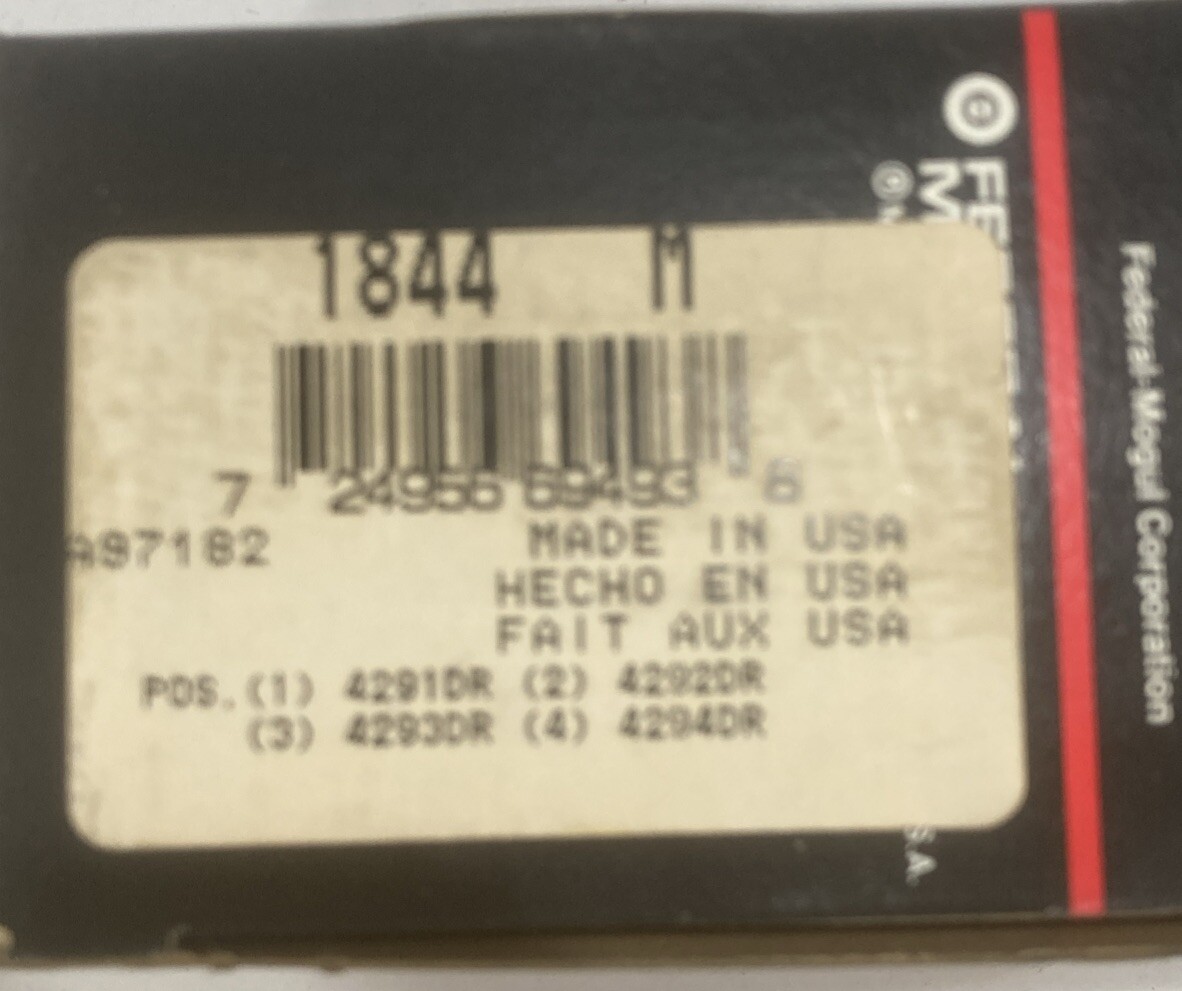 1844 M
7 24956 69493 6
A97182
MADE IN USA
HECHO EN USA
FAIT AUX USA
POS.(1) 4291DR (2) 4292DR
(3) 4293DR (4) 4294DR
Federal-Mogul Corporation
S.A.